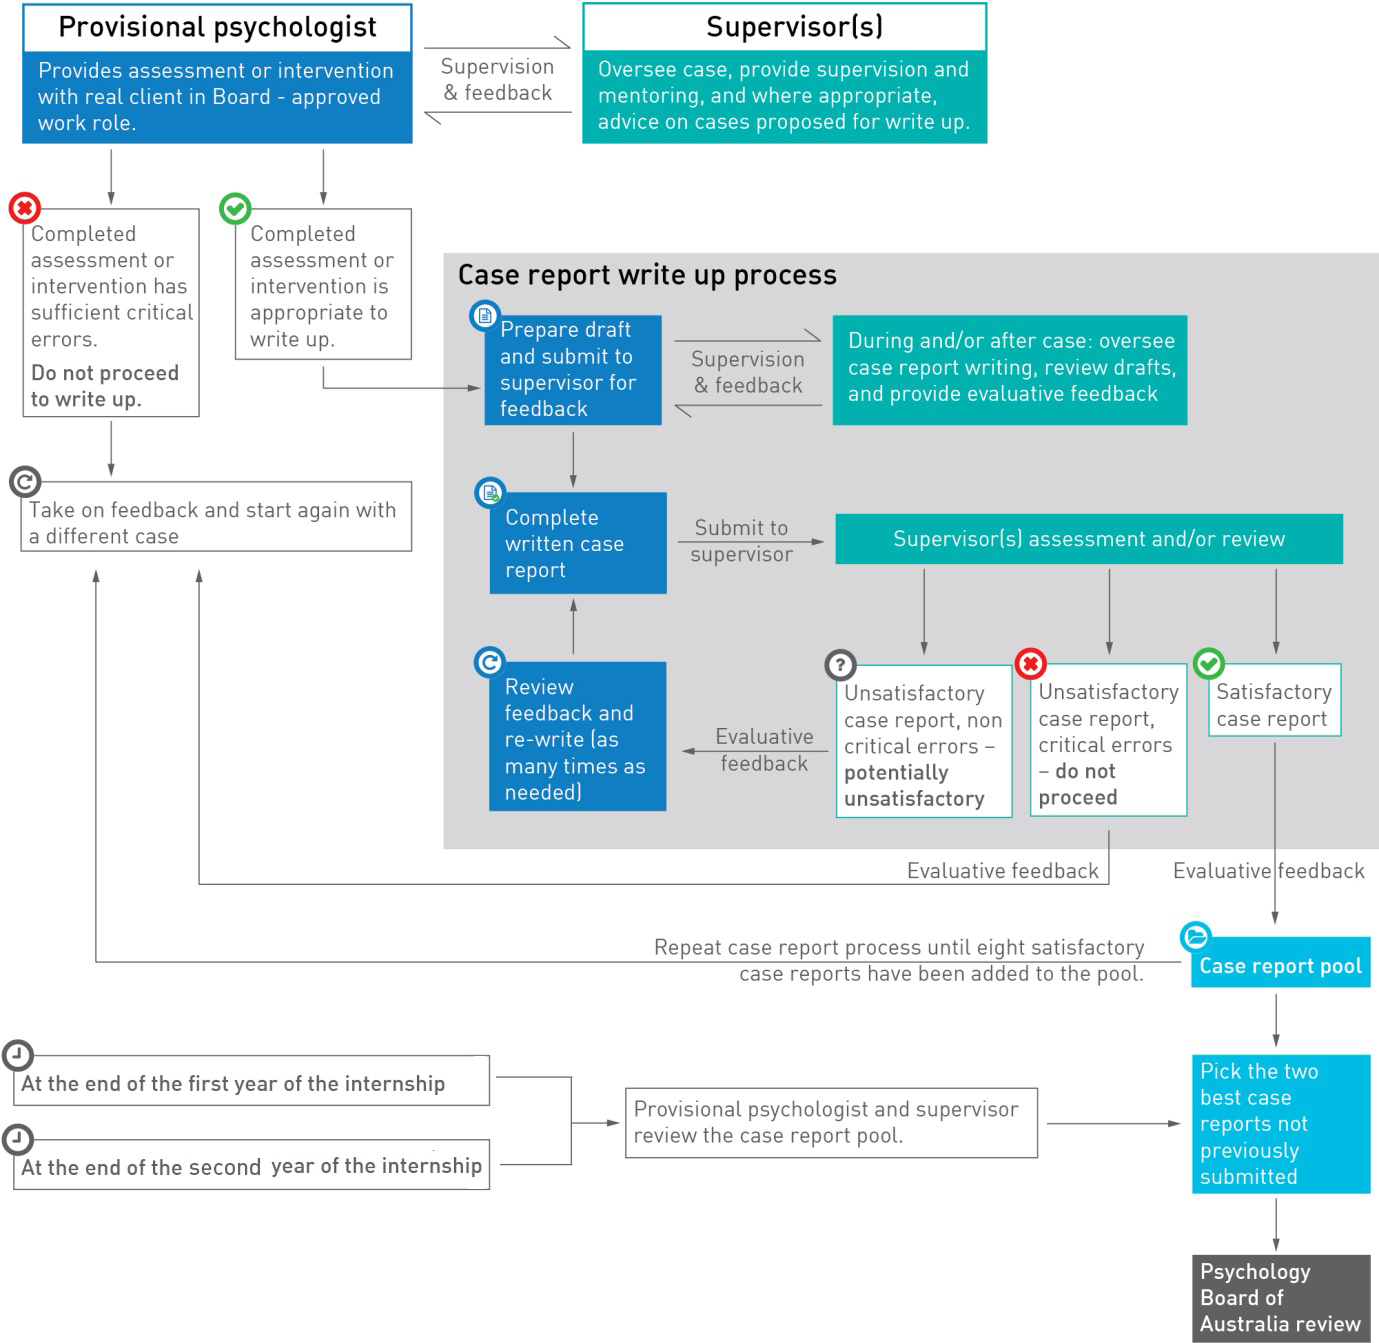 Provisional psychologist
Provides assessment or intervention
with real client in Board - approved
work role.
Supervision
& feedback
Supervisor(s)
Oversee case, provide supervision and
mentoring, and where appropriate,
advice on cases proposed for write up.
Completed
assessment or
intervention has
sufficient critical
errors.
Do not proceed
to write up.
Completed
assessment or
intervention is
appropriate to
write up.
Take on feedback and start again with
a different case
Case report write up process
Prepare draft
and submit to
supervisor for
feedback
Supervision
& feedback
During and/or after case: oversee
case report writing, review drafts,
and provide evaluative feedback
Complete
written case
report
Submit to
supervisor
Supervisor(s) assessment and/or review
Review
feedback and
re-write (as
many times as
needed)
Evaluative
feedback
?
Unsatisfactory
case report, non
critical errors –
potentially
unsatisfactory
Unsatisfactory
case report,
critical errors
– do not
proceed
Satisfactory
case report
Evaluative feedback
Evaluative feedback
Repeat case report process until eight satisfactory
case reports have been added to the pool.
Case report pool
At the end of the first year of the internship
At the end of the second year of the internship
Provisional psychologist and supervisor
review the case report pool.
Pick the two
best case
reports not
previously
submitted
Psychology
Board of
Australia review